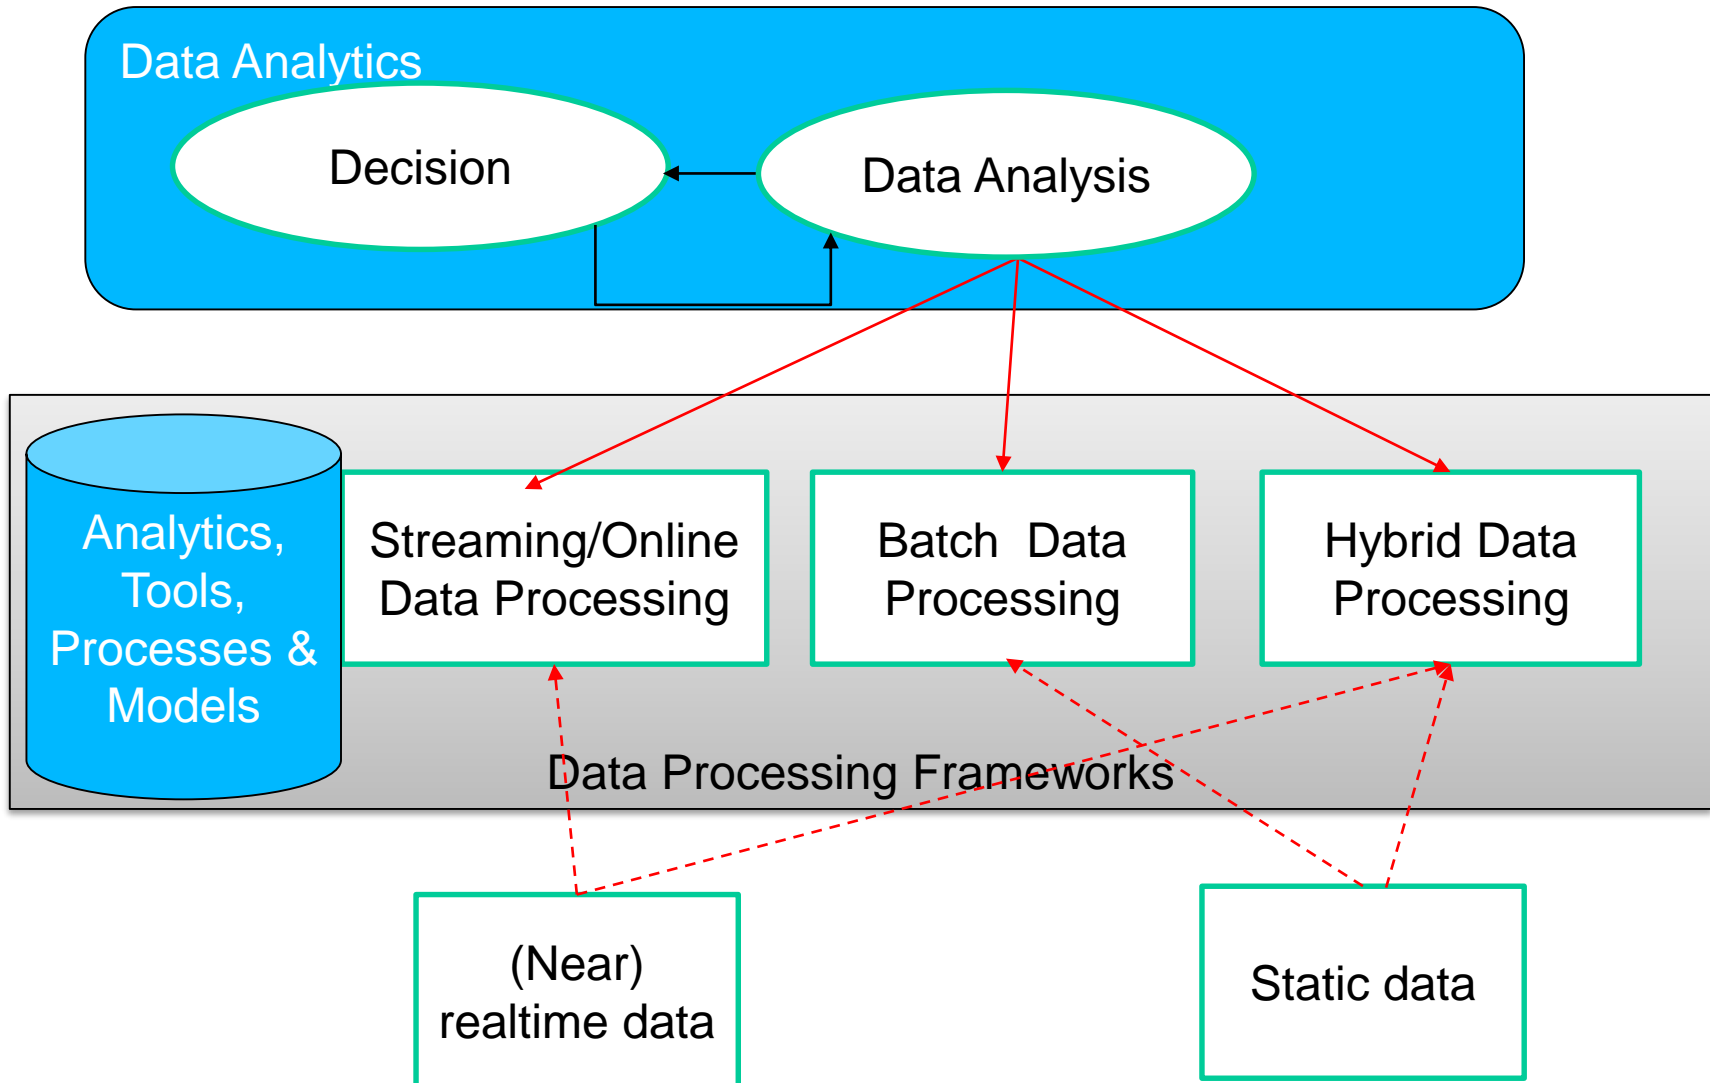 Data Analytics
Decision
Data Analysis
Analytics,
Tools,
Processes &
Models
Streaming/Online
Data Processing
Batch  Data
Processing
Hybrid Data
Processing
Data Processing Frameworks
(Near)
realtime data
Static data